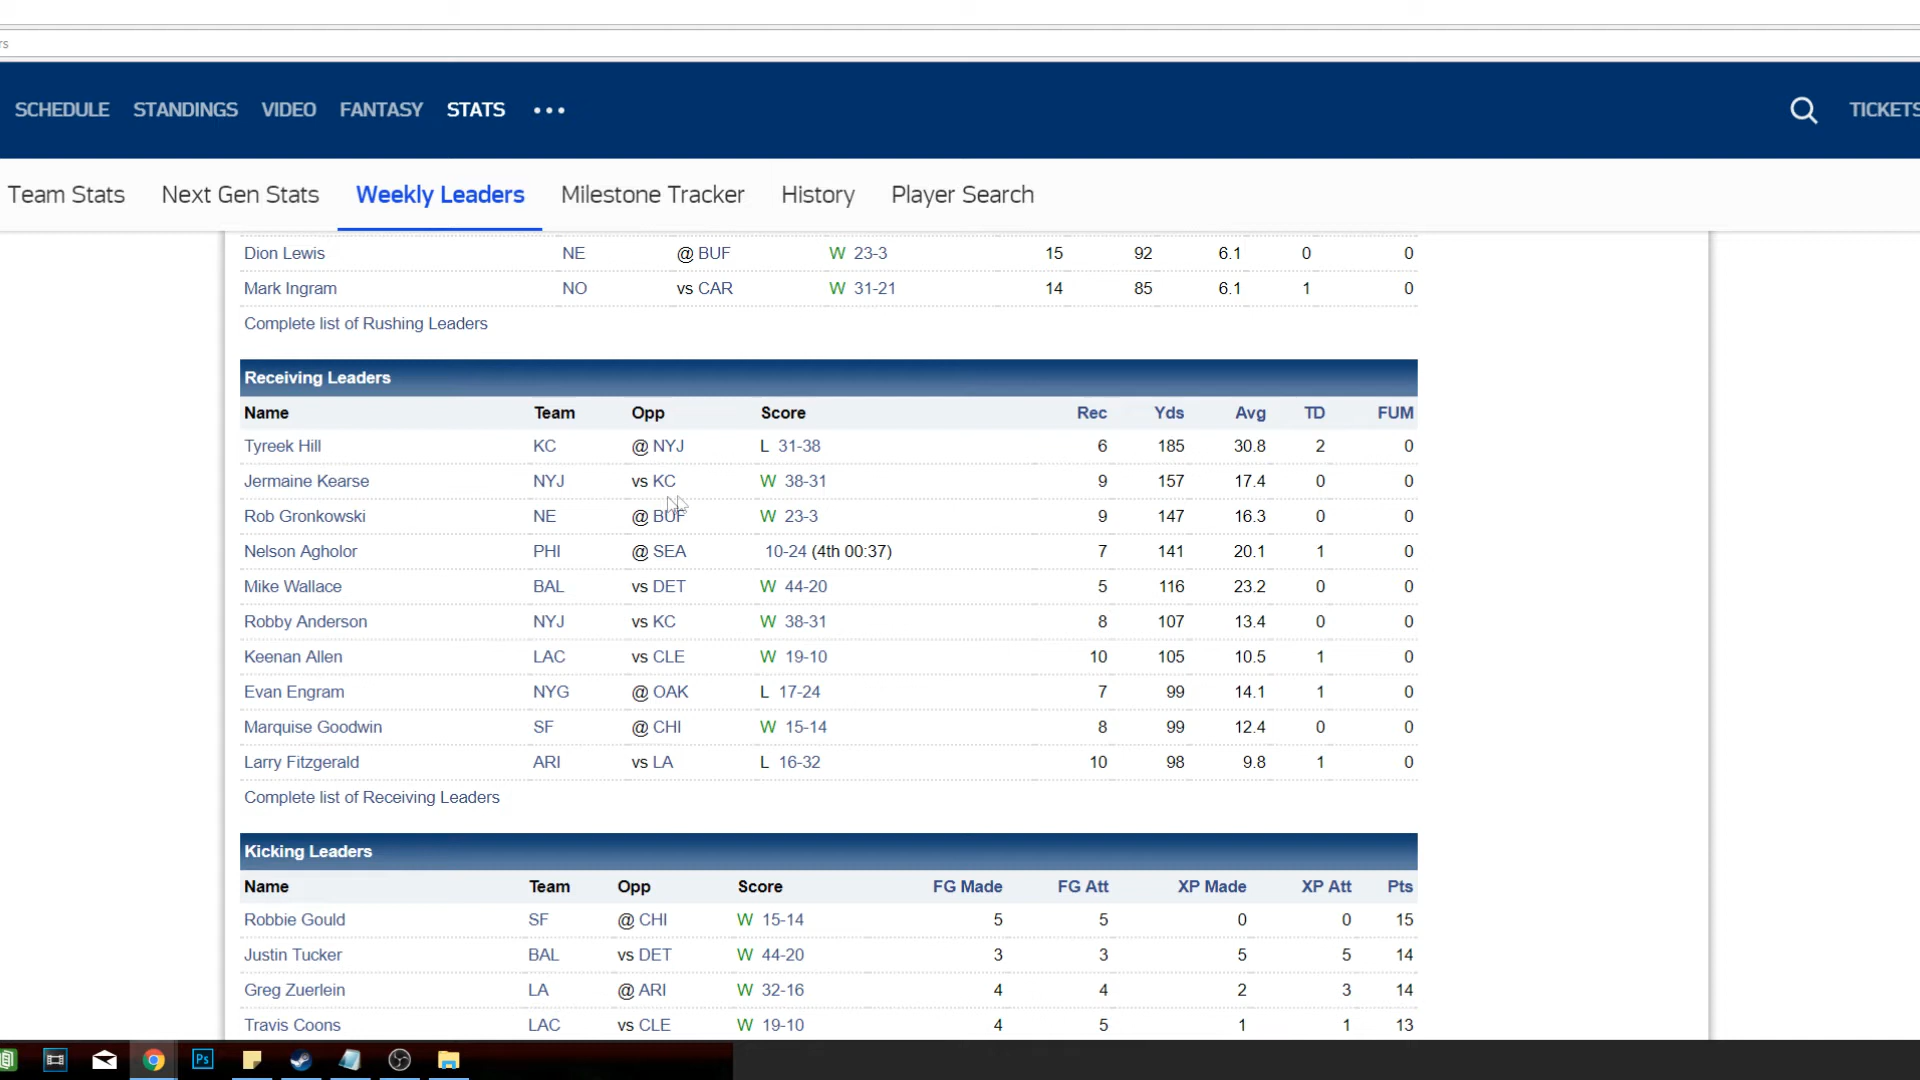 rs
SCHEDULE STANDINGS VIDEO FANTASY STATS ••• TICKETS
Team Stats Next Gen Stats Weekly Leaders Milestone Tracker History Player Search
Dion Lewis NE @ BUF W 23-3 15 92 6.1 0 0
Mark Ingram NO vs CAR W 31-21 14 85 6.1 1 0
Complete list of Rushing Leaders
Receiving Leaders
Name Team Opp Score Rec Yds Avg TD FUM
Tyreek Hill KC @ NYJ L 31-38 6 185 30.8 2 0
Jermaine Kearse NYJ vs KC W 38-31 9 157 17.4 0 0
Rob Gronkowski NE @ BUF W 23-3 9 147 16.3 0 0
Nelson Agholor PHI @ SEA 10-24 (4th 00:37) 7 141 20.1 1 0
Mike Wallace BAL vs DET W 44-20 5 116 23.2 0 0
Robby Anderson NYJ vs KC W 38-31 8 107 13.4 0 0
Keenan Allen LAC vs CLE W 19-10 10 105 10.5 1 0
Evan Engram NYG @ OAK L 17-24 7 99 14.1 1 0
Marquise Goodwin SF @ CHI W 15-14 8 99 12.4 0 0
Larry Fitzgerald ARI vs LA L 16-32 10 98 9.8 1 0
Complete list of Receiving Leaders
Kicking Leaders
Name Team Opp Score FG Made FG Att XP Made XP Att Pts
Robbie Gould SF @ CHI W 15-14 5 5 0 0 15
Justin Tucker BAL vs DET W 44-20 3 3 5 5 14
Greg Zuerlein LA @ ARI W 32-16 4 4 2 3 14
Travis Coons LAC vs CLE W 19-10 4 5 1 1 13
Ps